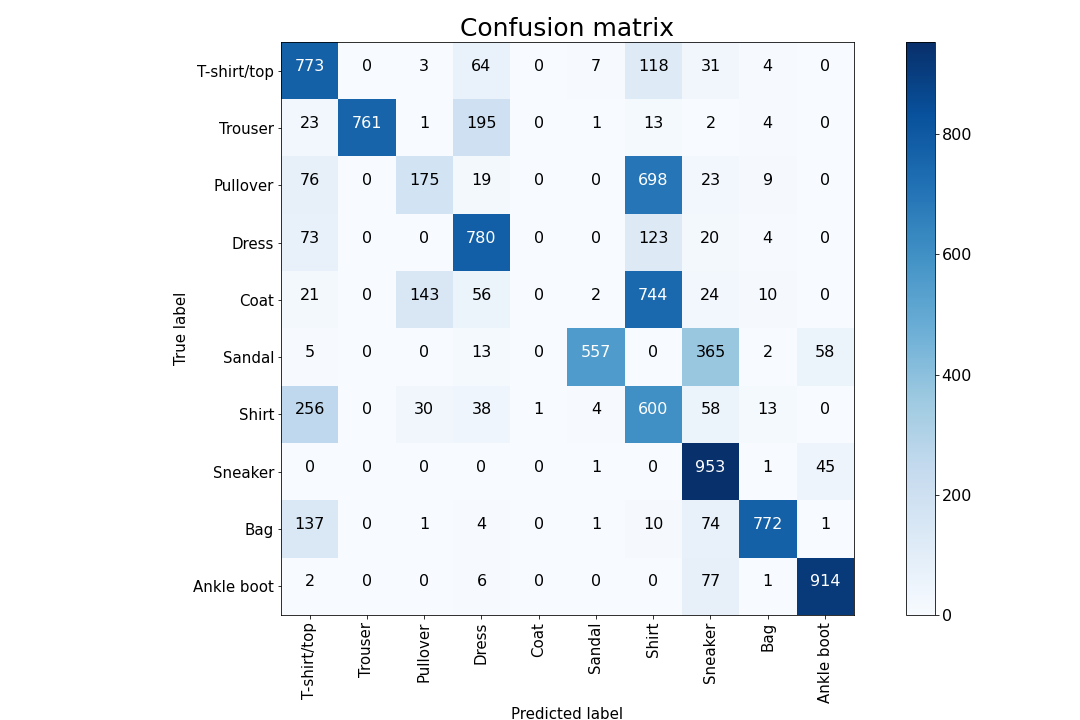 Confusion matrix
T-shirt/top 773 0 3 64 0 7 118 31 4 0
Trouser 23 761 1 195 0 1 13 2 4 0
800
Pullover 76 0 175 19 0 0 698 23 9 0
Dress 73 0 0 780 0 0 123 20 4 0
600
Coat 21 0 143 56 0 2 744 24 10 0
True label
Sandal 5 0 0 13 0 557 0 365 2 58
400
Shirt 256 0 30 38 1 4 600 58 13 0
Sneaker 0 0 0 0 0 1 0 953 1 45
200
Bag 137 0 1 4 0 1 10 74 772 1
Ankle boot 2 0 0 6 0 0 0 77 1 914
0
T-shirt/top Trouser Pullover Dress Coat Sandal Shirt Sneaker Bag Ankle boot
Predicted label